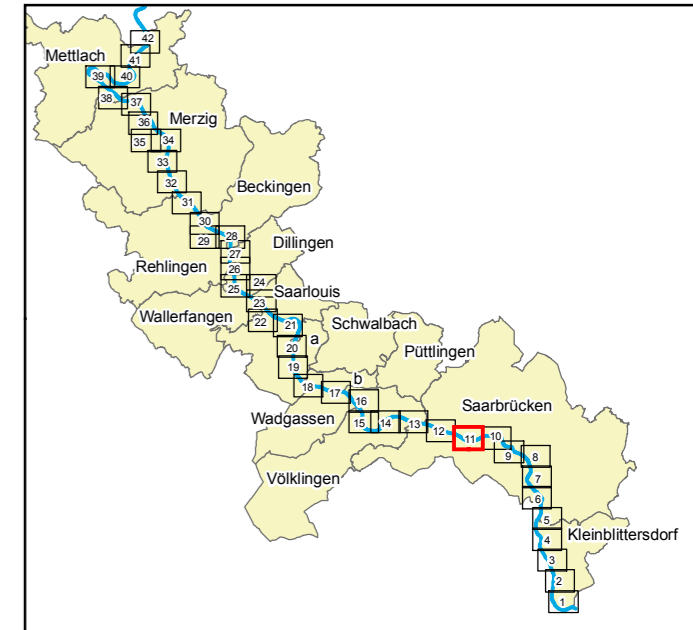 42
Mettlach
41
39
40
38
37
Merzig
36
35
34
33
32
Beckingen
31
30
29
28
Dillingen
27
Rehlingen
26
25
24
Saarlouis
23
Wallerfangen
22
21
Schwalbach
a
20
Püttlingen
19
b
18
17
16
Saarbrücken
Wadgassen
15
14
13
12
11
10
9
8
Völklingen
7
6
5
Kleinblittersdorf
4
3
2
1